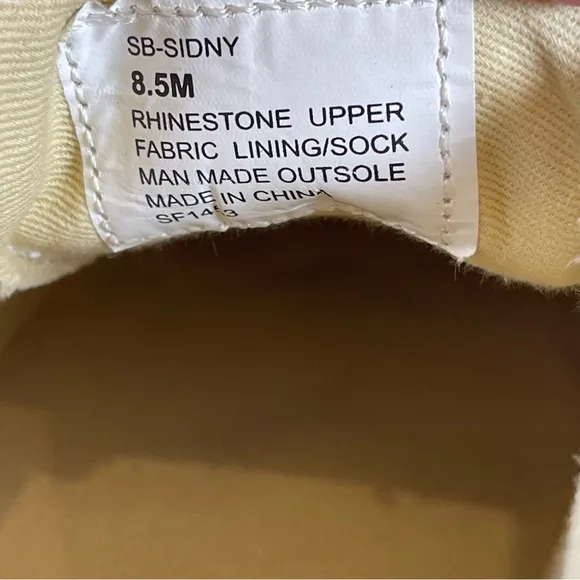 SB-SIDNY
8.5M
RHINESTONE UPPER
FABRIC LINING/SOCK
MAN MADE OUTSOLE
MADE IN CHINA